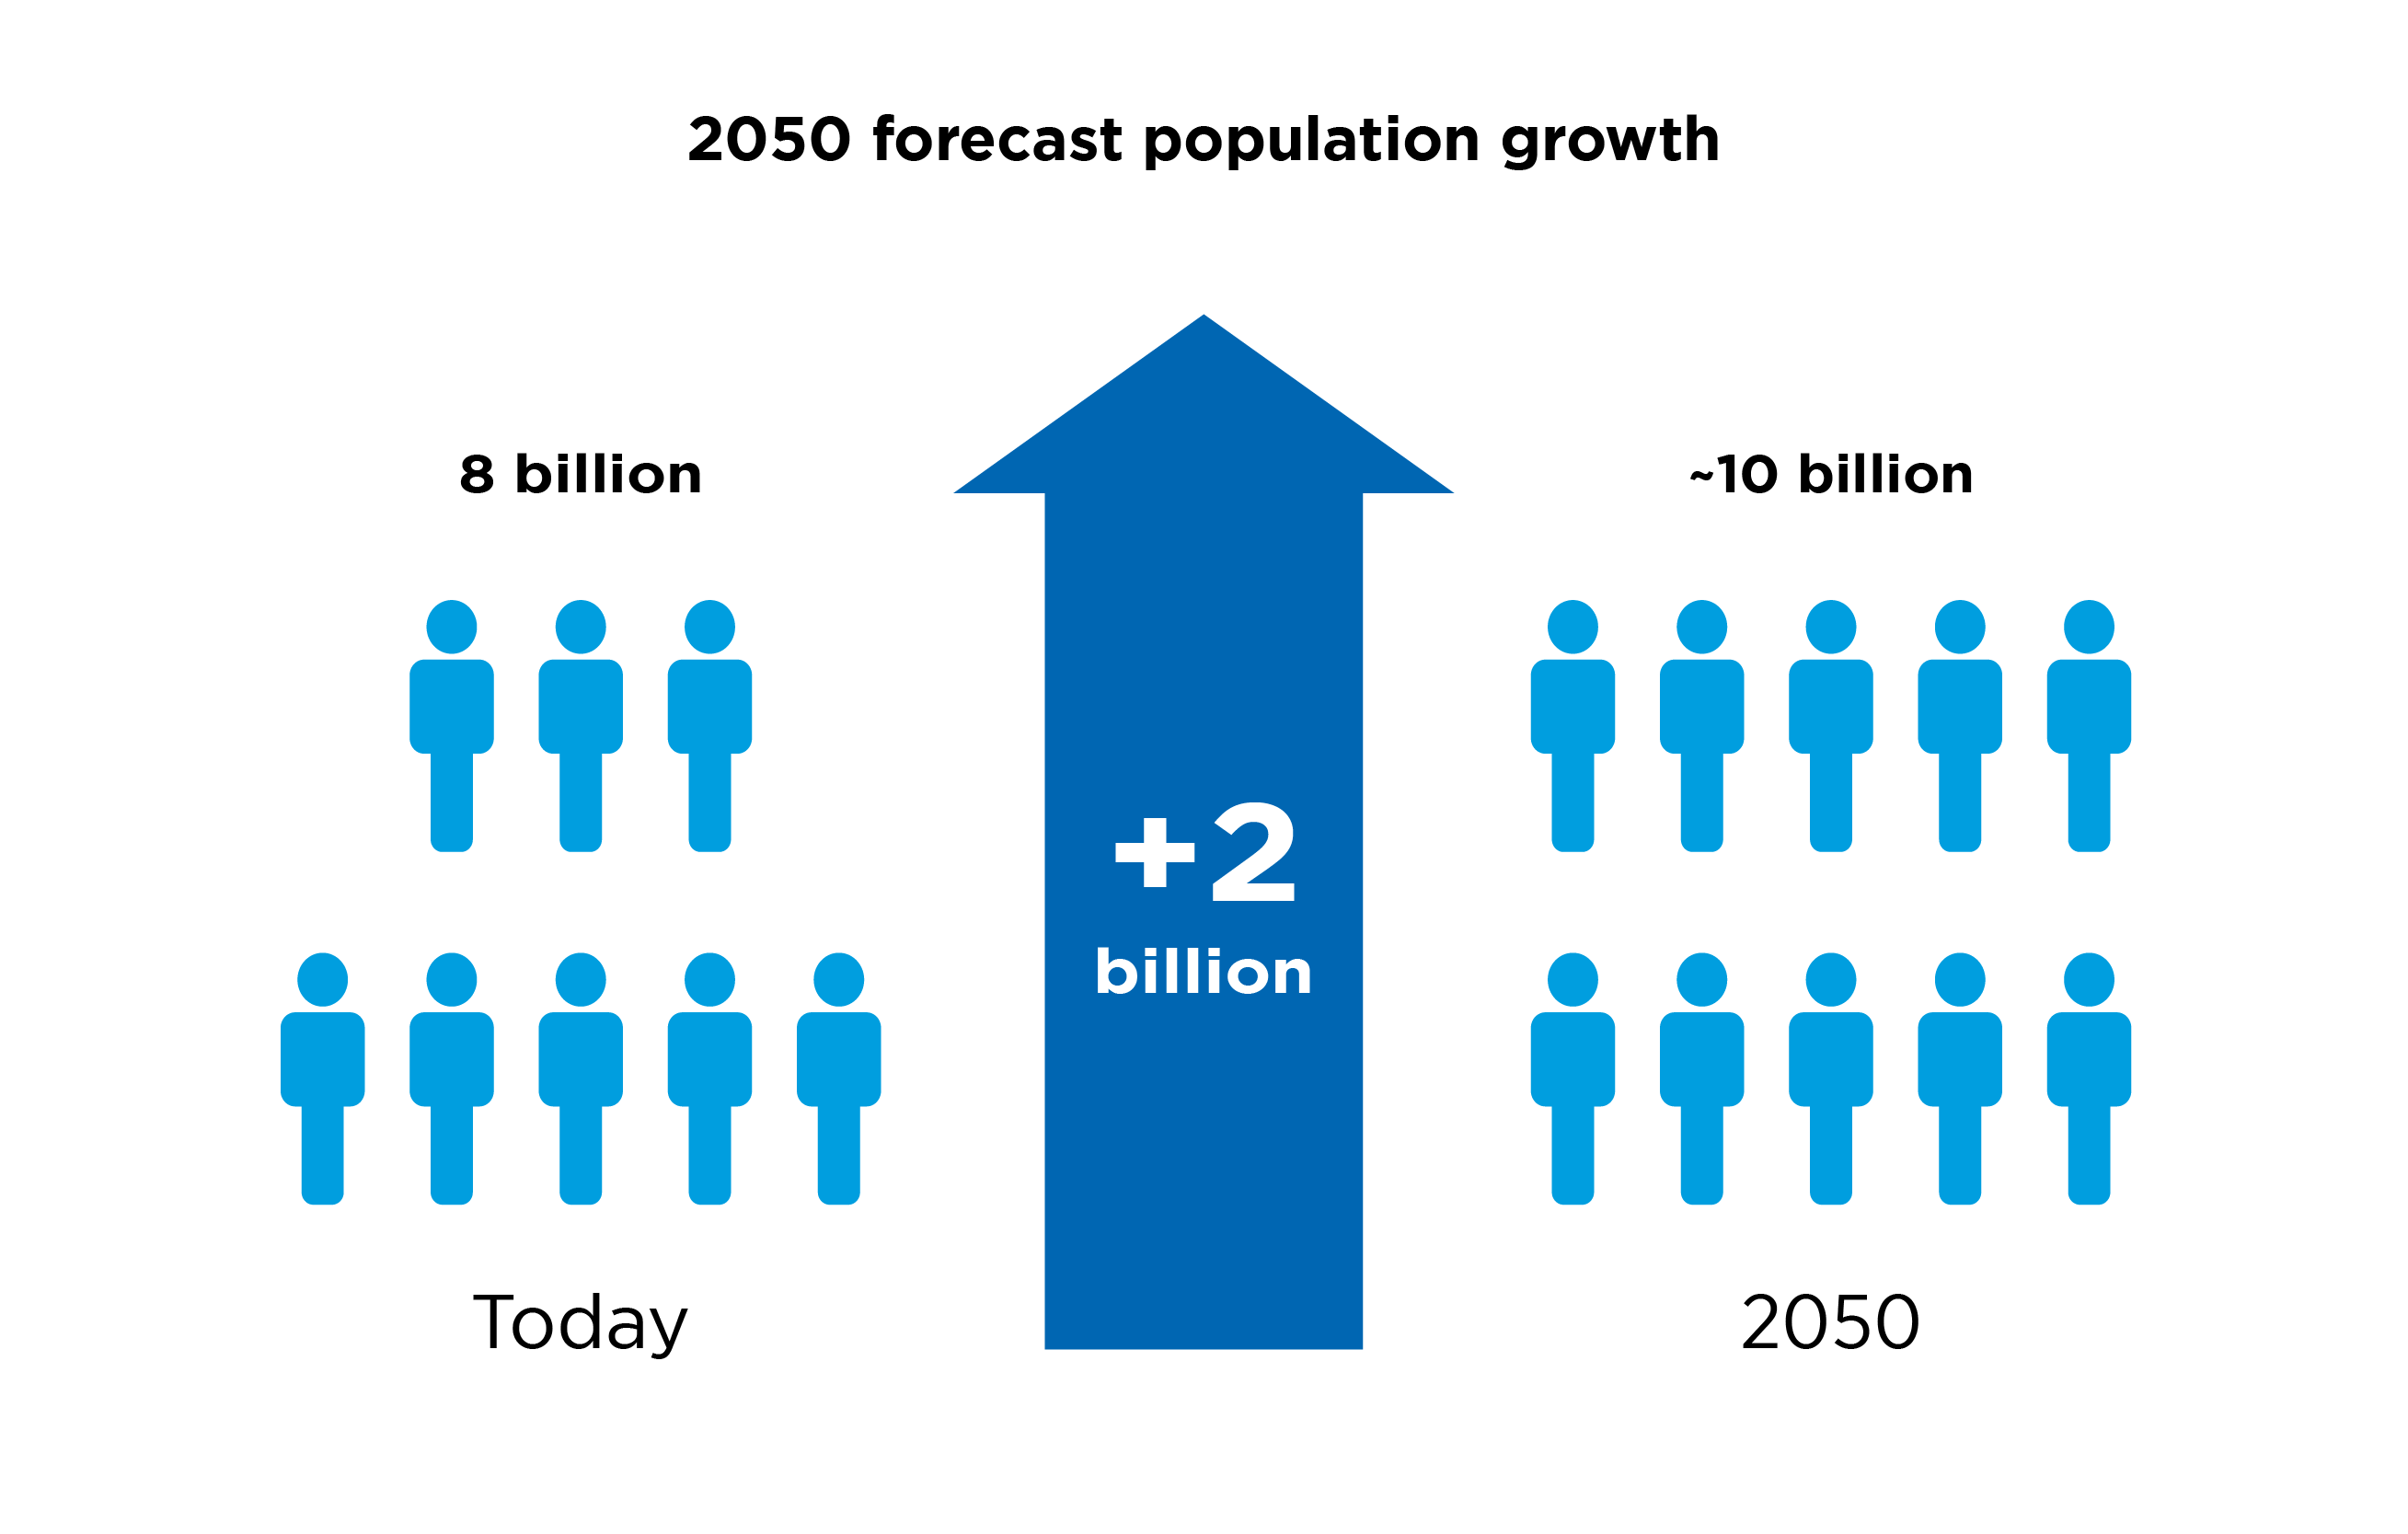 2050 forecast population growth
8 billion
~10 billion
+2
billion
Today
2050